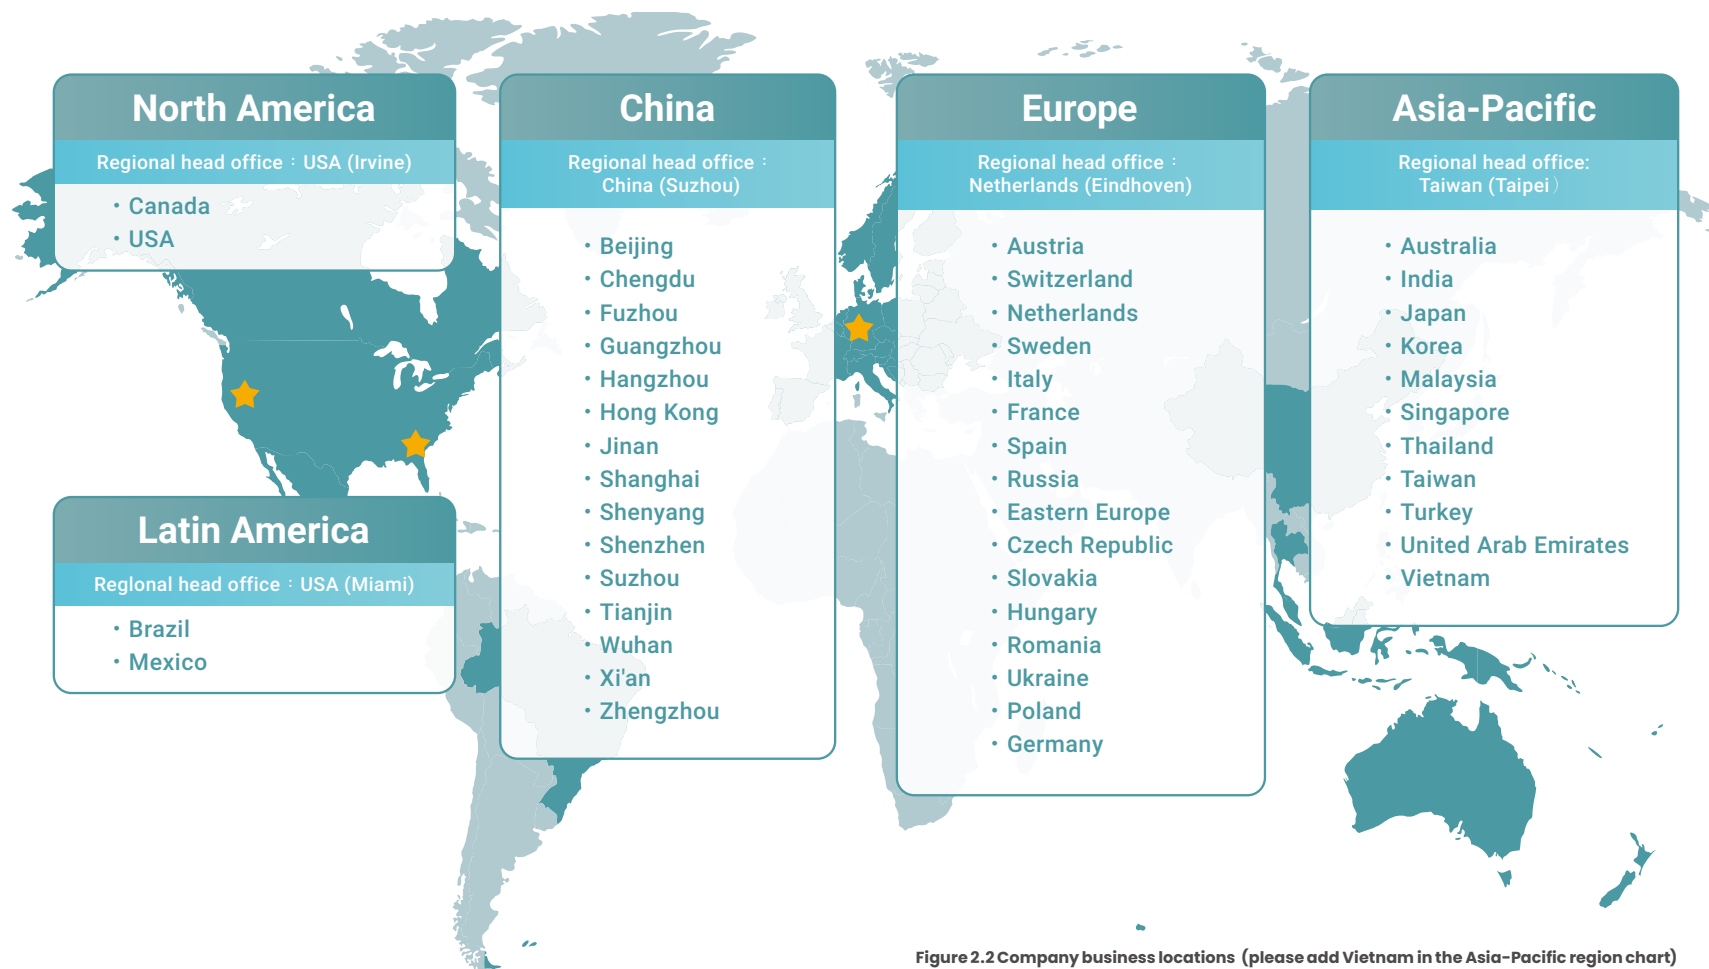 North America
Regional head office：USA (Irvine)
・Canada
・USA
Latin America
Reglonal head office：USA (Miami)
・Brazil
・Mexico
China
Regional head office：
China (Suzhou)
・Beijing
・Chengdu
・Fuzhou
・Guangzhou
・Hangzhou
・Hong Kong
・Jinan
・Shanghai
・Shenyang
・Shenzhen
・Suzhou
・Tianjin
・Wuhan
・Xi'an
・Zhengzhou
Europe
Regional head office：
Netherlands (Eindhoven)
・Austria
・Switzerland
・Netherlands
・Sweden
・Italy
・France
・Spain
・Russia
・Eastern Europe
・Czech Republic
・Slovakia
・Hungary
・Romania
・Ukraine
・Poland
・Germany
Asia-Pacific
Regional head office:
Taiwan (Taipei）
・Australia
・India
・Japan
・Korea
・Malaysia
・Singapore
・Thailand
・Taiwan
・Turkey
・United Arab Emirates
・Vietnam
Figure 2.2 Company business locations (please add Vietnam in the Asia-Pacific region chart)